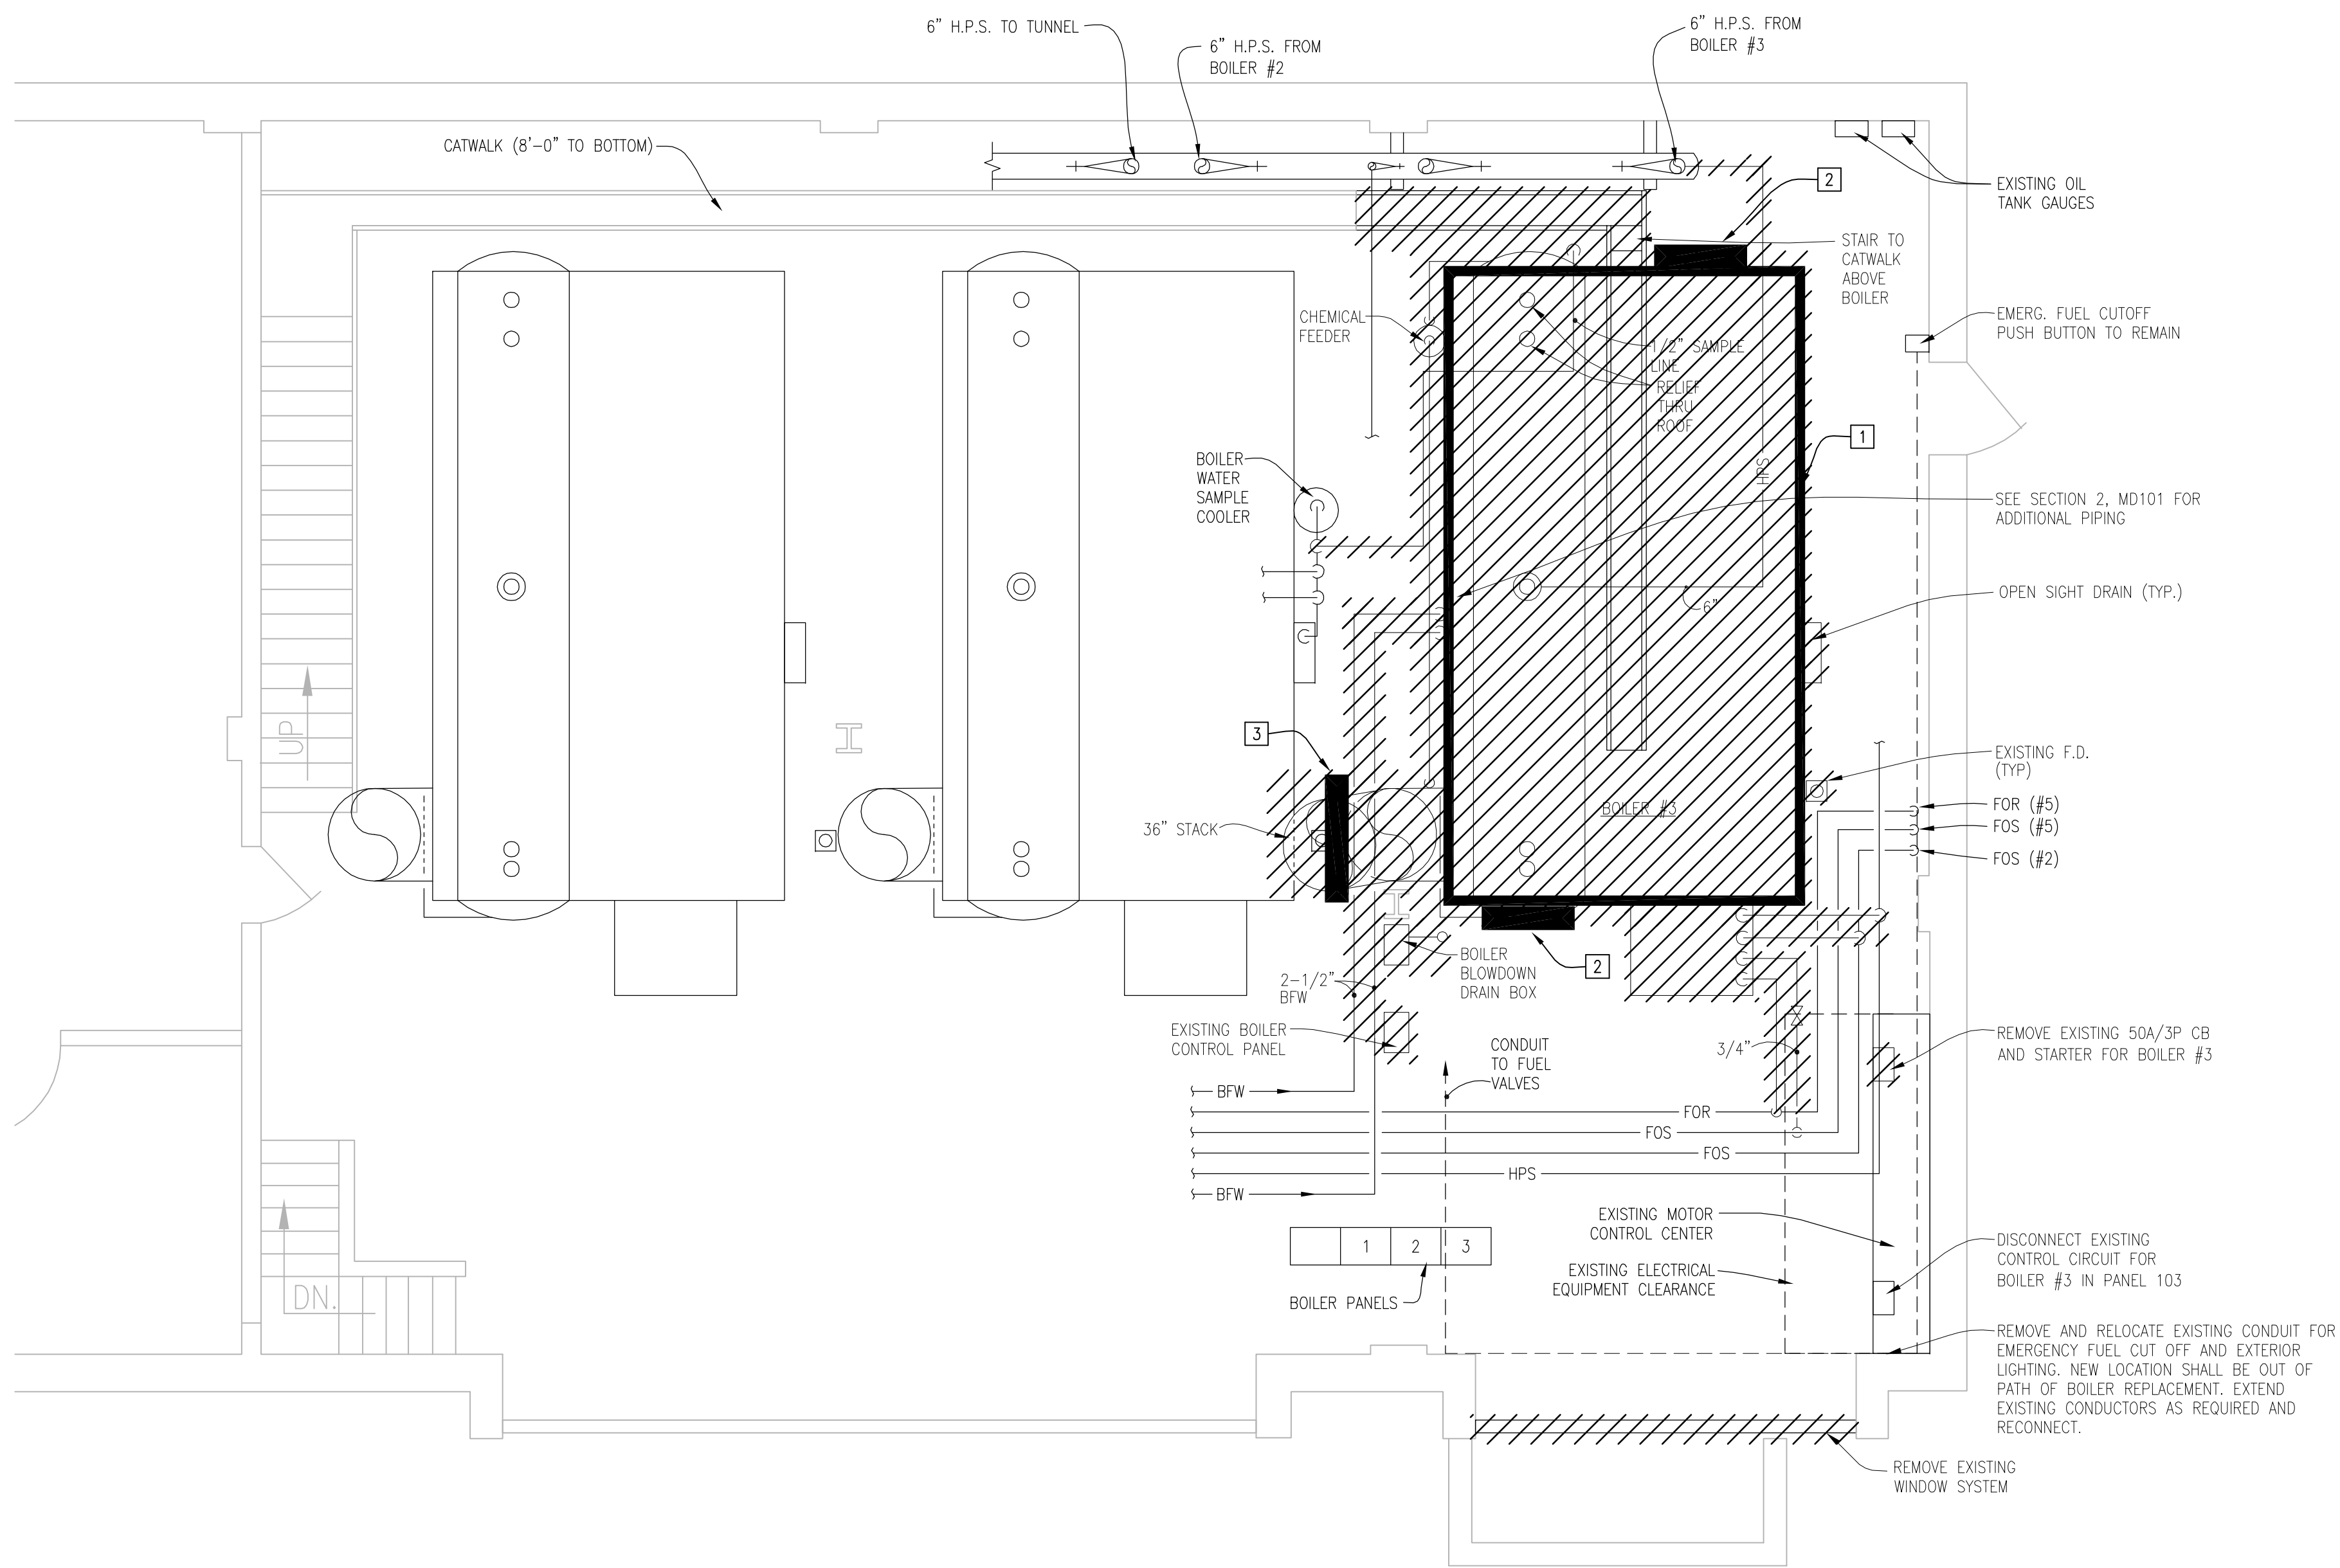 6" H.P.S. TO TUNNEL
6" H.P.S. FROM
BOILER #2
6" H.P.S. FROM
BOILER #3
CATWALK (8'-0" TO BOTTOM)
2
EXISTING OIL
TANK GAUGES
STAIR TO
CATWALK
ABOVE
BOILER
CHEMICAL
FEEDER
1/2" SAMPLE
LINE
RELIEF
THRU
ROOF
EMERG. FUEL CUTOFF
PUSH BUTTON TO REMAIN
1
BOILER
WATER
SAMPLE
COOLER
HPS
SEE SECTION 2, MD101 FOR
ADDITIONAL PIPING
6"
OPEN SIGHT DRAIN (TYP.)
UP
3
EXISTING F.D.
(TYP)
BOILER #3
36" STACK
FOR (#5)
FOS (#5)
FOS (#2)
BOILER
BLOWDOWN
DRAIN BOX
2
2-1/2"
BFW
EXISTING BOILER
CONTROL PANEL
CONDUIT
TO FUEL
VALVES
3/4"
REMOVE EXISTING 50A/3P CB
AND STARTER FOR BOILER #3
BFW
FOR
FOS
FOS
HPS
BFW
EXISTING MOTOR
CONTROL CENTER
1 2 3
DISCONNECT EXISTING
CONTROL CIRCUIT FOR
BOILER #3 IN PANEL 103
EXISTING ELECTRICAL
EQUIPMENT CLEARANCE
DN.
BOILER PANELS
REMOVE AND RELOCATE EXISTING CONDUIT FOR
EMERGENCY FUEL CUT OFF AND EXTERIOR
LIGHTING. NEW LOCATION SHALL BE OUT OF
PATH OF BOILER REPLACEMENT. EXTEND
EXISTING CONDUCTORS AS REQUIRED AND
RECONNECT.
REMOVE EXISTING
WINDOW SYSTEM